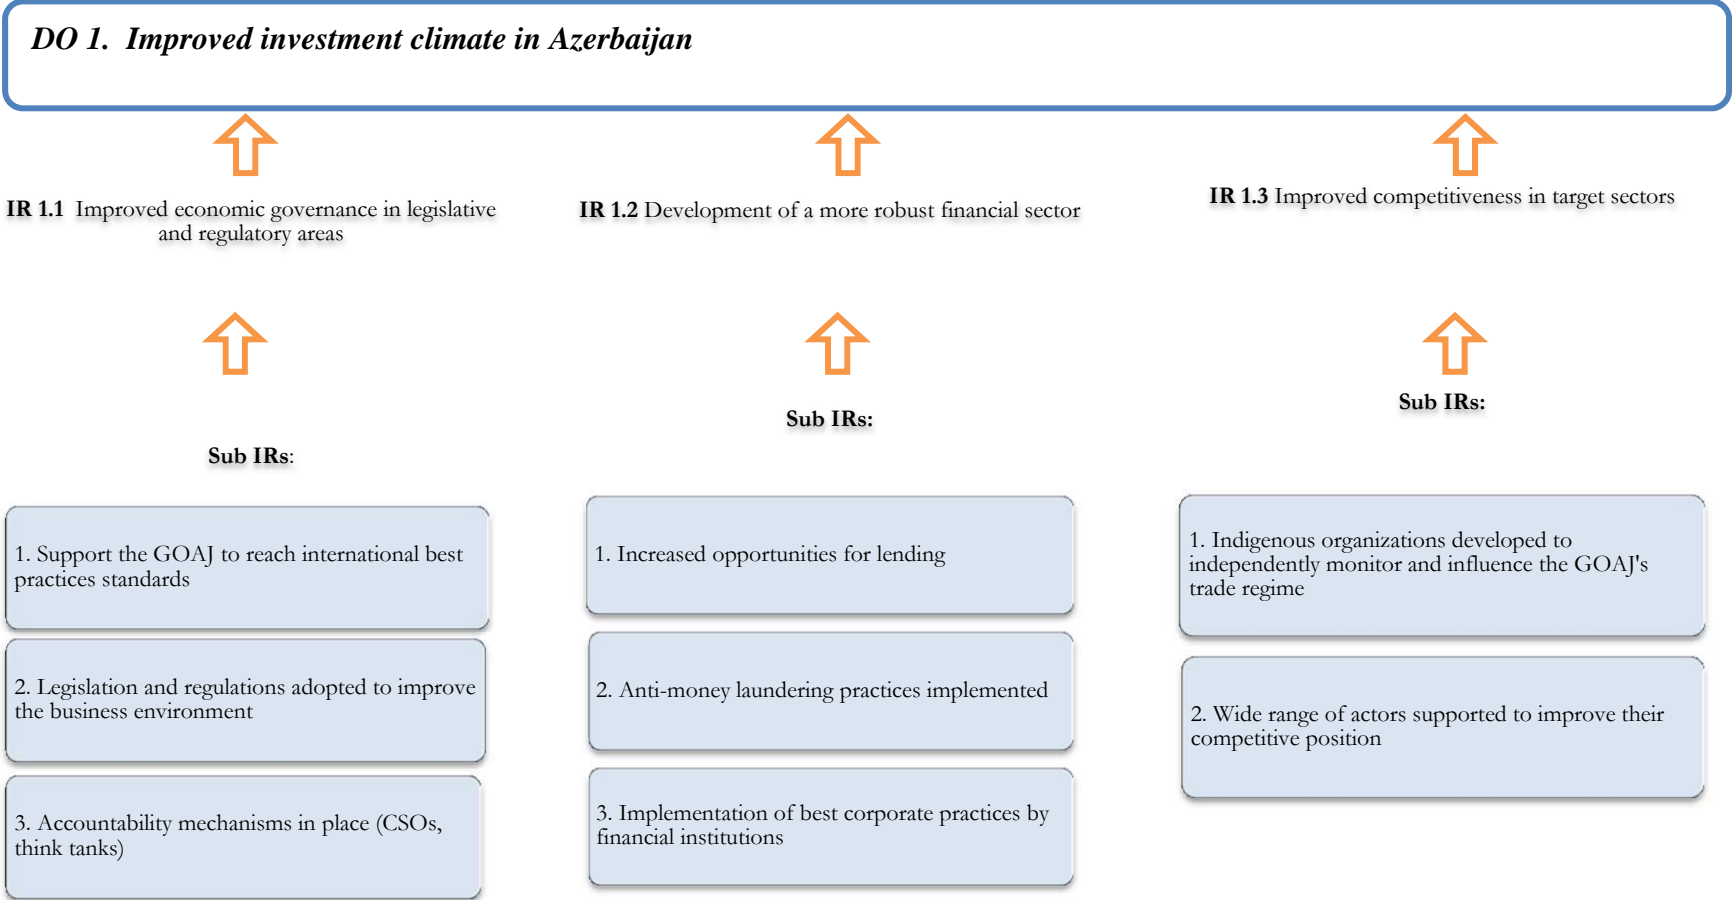 DO 1. Improved investment climate in Azerbaijan
IR 1.1 Improved economic governance in legislative
and regulatory areas
Sub IRs:
1. Support the GOAJ to reach international best
practices standards
2. Legislation and regulations adopted to improve
the business environment
3. Accountability mechanisms in place (CSOs,
think tanks)
IR 1.2 Development of a more robust financial sector
Sub IRs:
1. Increased opportunities for lending
2. Anti-money laundering practices implemented
3. Implementation of best corporate practices by
financial institutions
IR 1.3 Improved competitiveness in target sectors
Sub IRs:
1. Indigenous organizations developed to
independently monitor and influence the GOAJ's
trade regime
2. Wide range of actors supported to improve their
competitive position